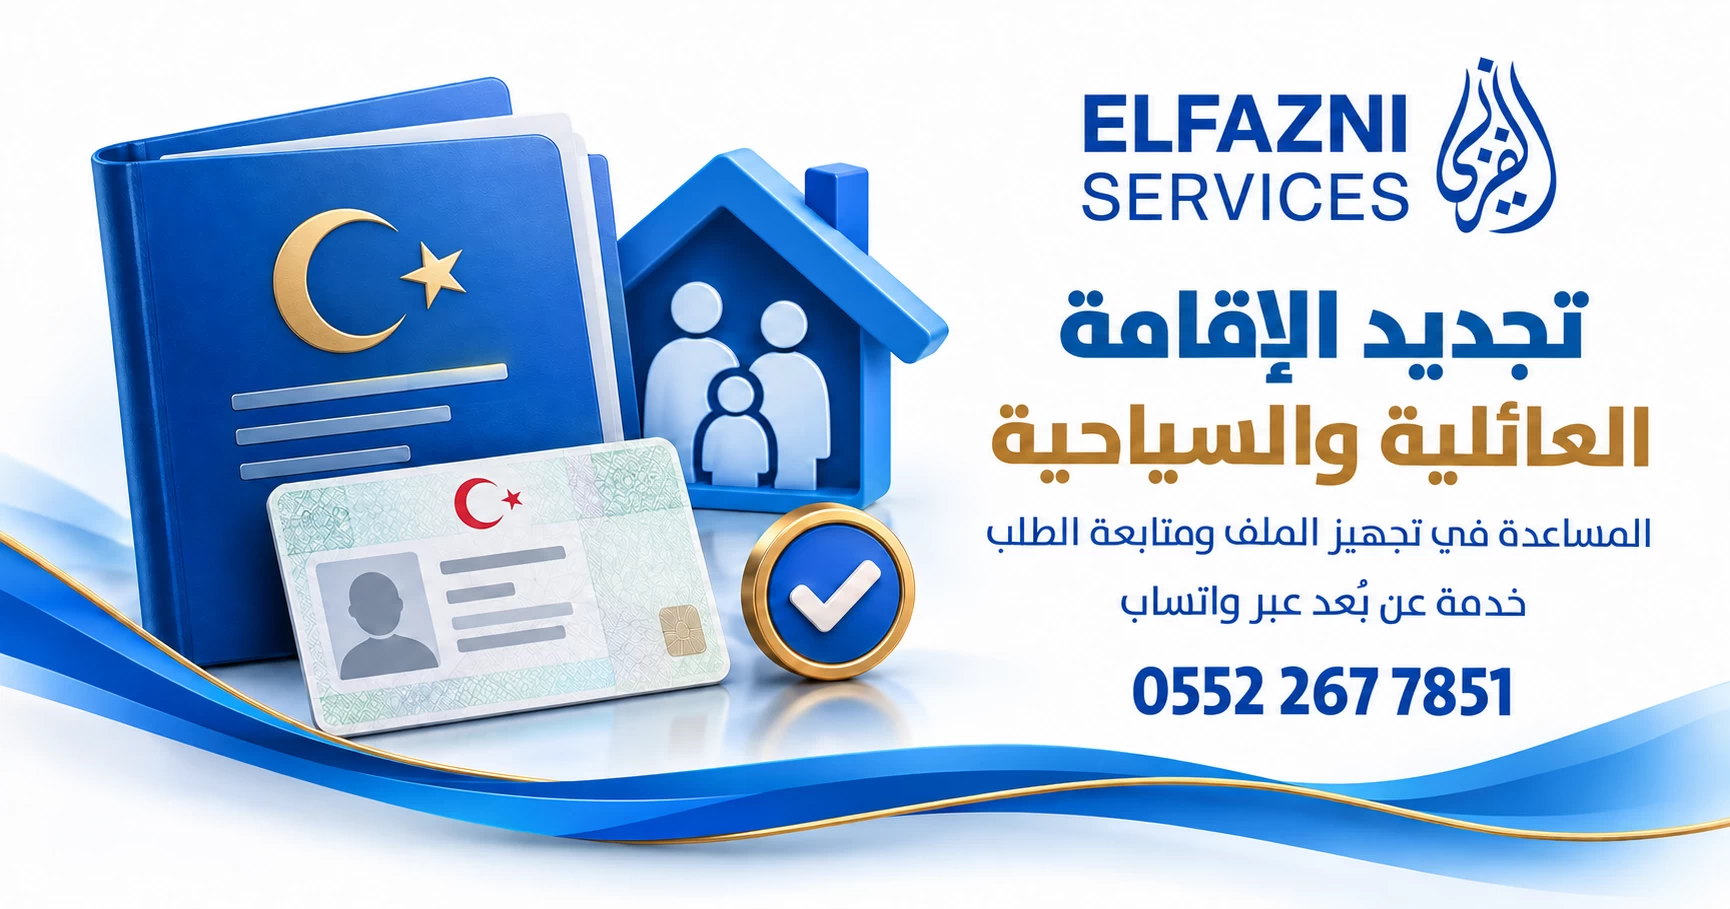 ELFAZNI
SERVICES
الفزني
تجديد الإقامة
العائلية والسياحية
المساعدة في تجهيز الملف ومتابعة الطلب
خدمة عن بُعد عبر واتساب
0552 267 7851